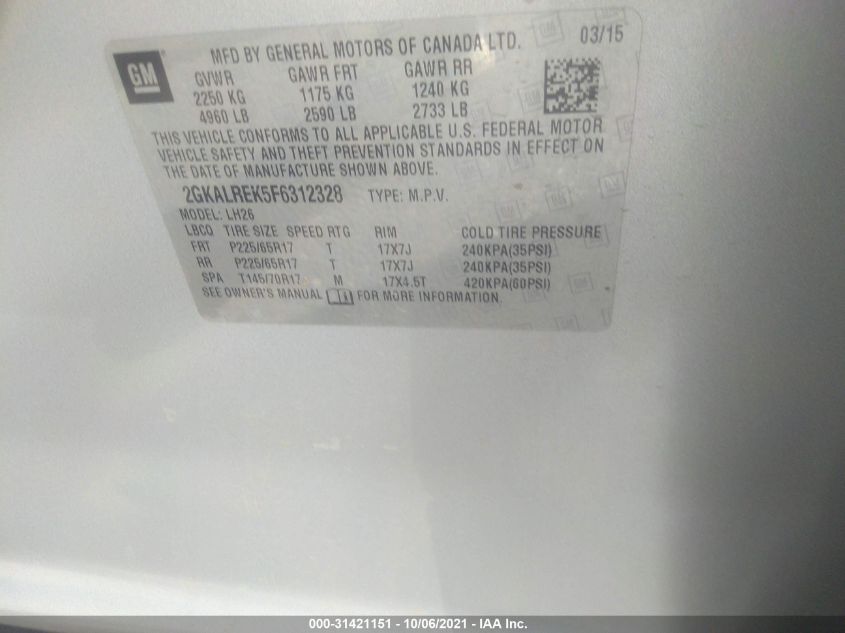 GM
MFD BY GENERAL MOTORS OF CANADA LTD. 03/15
GVWR GAWR FRT GAWR RR
2250 KG 1175 KG 1240 KG
4960 LB 2590 LB 2733 LB
THIS VEHICLE CONFORMS TO ALL APPLICABLE U.S. FEDERAL MOTOR
VEHICLE SAFETY AND THEFT PREVENTION STANDARDS IN EFFECT ON
THE DATE OF MANUFACTURE SHOWN ABOVE.
2GKALREK5F6312328 TYPE: M.P.V.
MODEL: LH26
LBCO TIRE SIZE SPEED RTG RIM COLD TIRE PRESSURE
FRT P225/65R17 T 17X7J 240KPA(35PSI)
RR P225/65R17 T 17X7J 240KPA(35PSI)
SPA T145/70R17 M 17X4.5T 420KPA(60PSI)
SEE OWNER'S MANUAL FOR MORE INFORMATION.
000-31421151 - 10/06/2021 - IAA Inc.